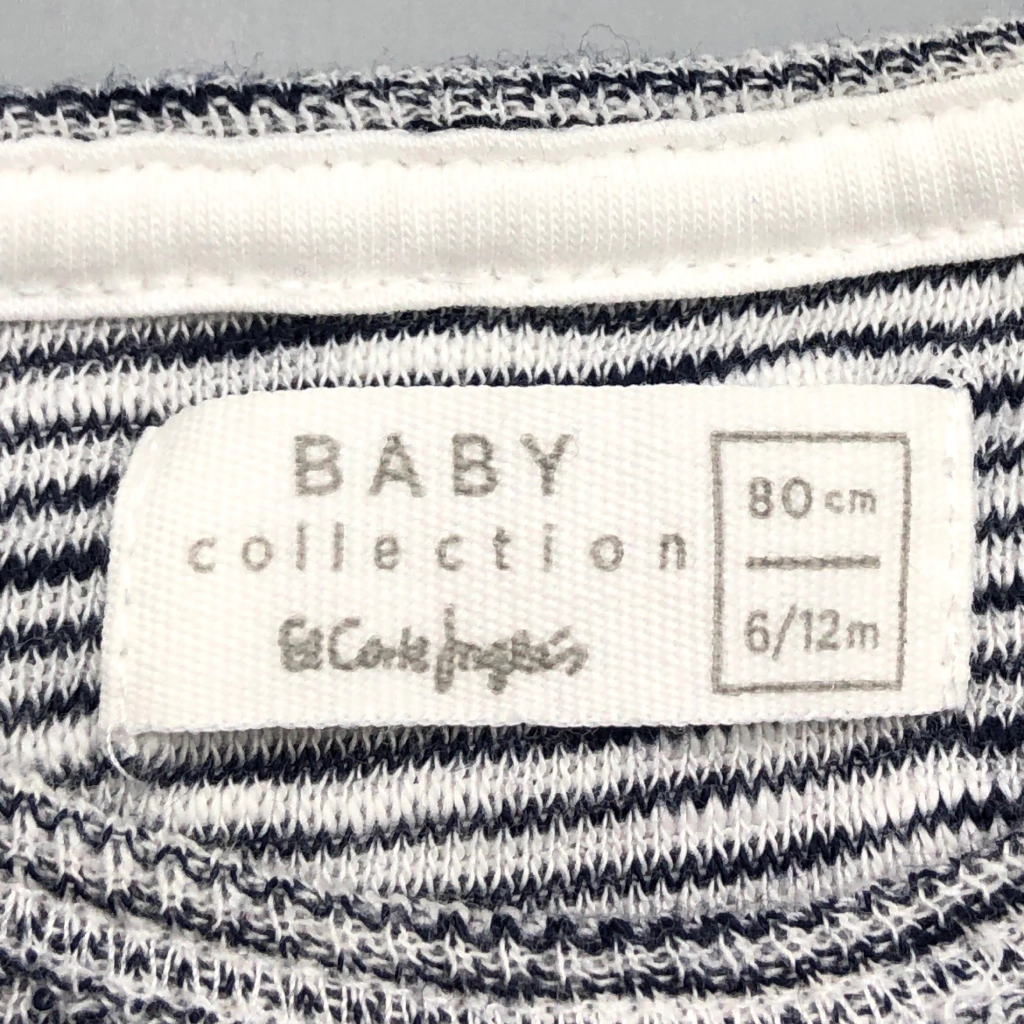 BABY
collection
El Corte Inglés
80 cm
6/12m